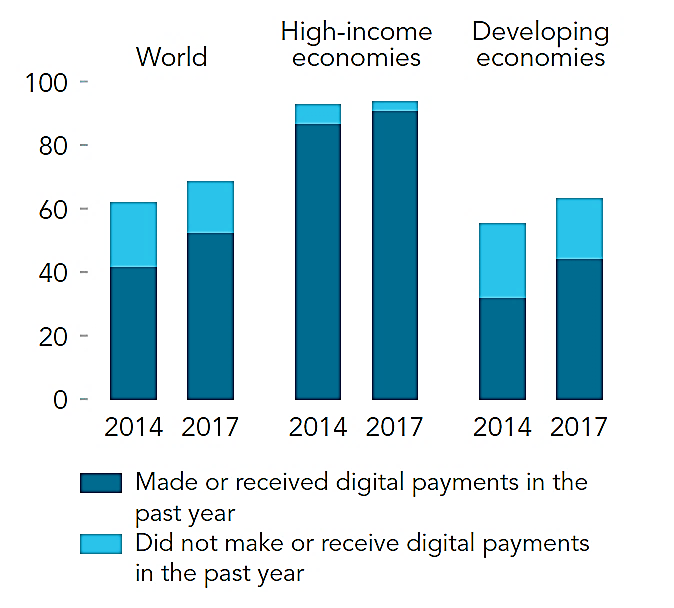 World
High-income
economies
Developing
economies
100
80
60
40
20
0
2014 2017 2014 2017 2014 2017
Made or received digital payments in the
past year
Did not make or receive digital payments
in the past year